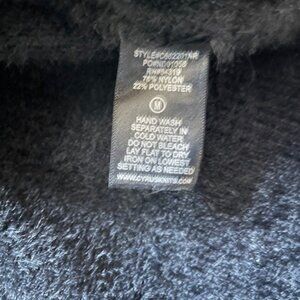 78% NYLON
22% POLYESTER
M
HAND WASH
SEPARATELY IN
COLD WATER
DO NOT BLEACH
LAY FLAT TO DRY
IRON ON LOWEST
SETTING AS NEEDED
WWW.CYRUSKNITS.COM